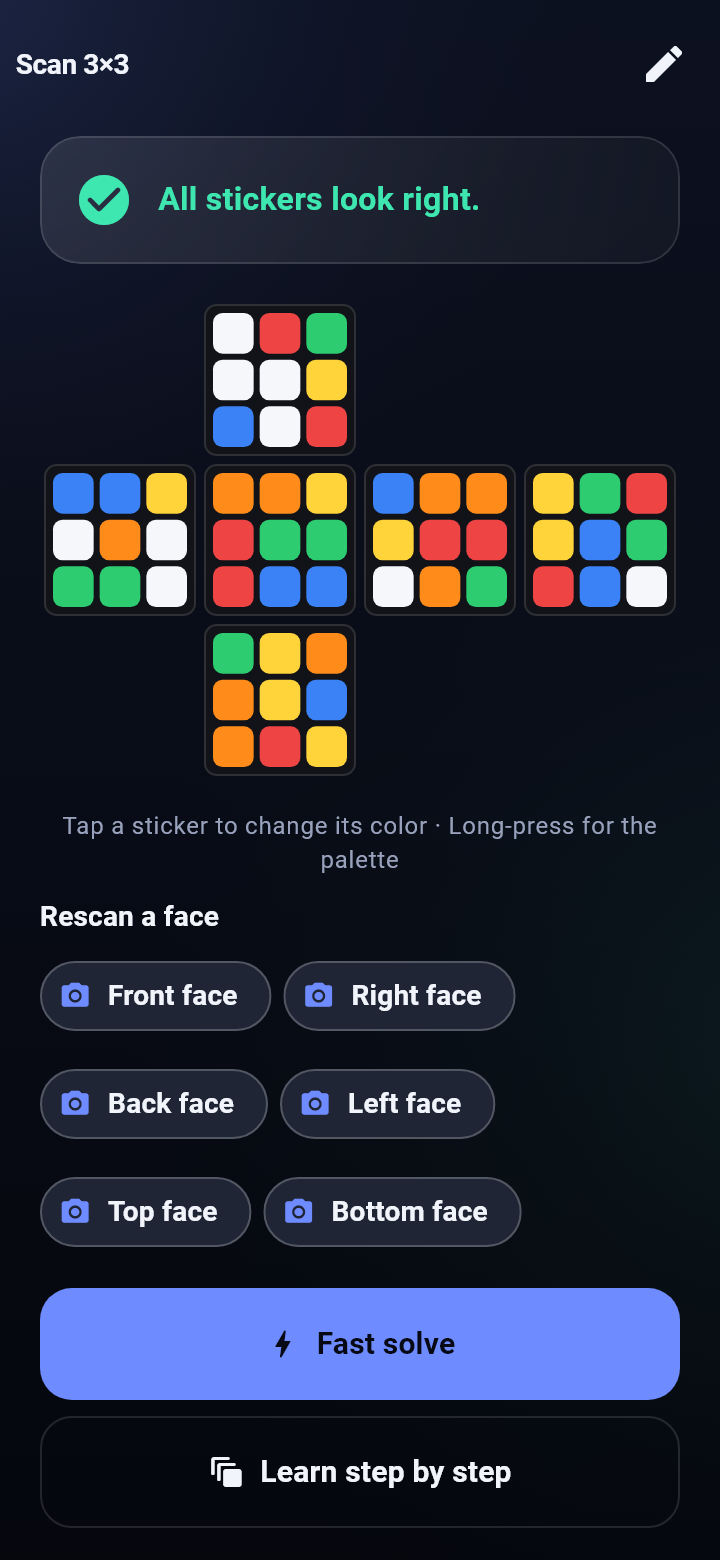 Scan 3×3
All stickers look right.
Tap a sticker to change its color · Long-press for the
palette
Rescan a face
Front face
Right face
Back face
Left face
Top face
Bottom face
Fast solve
Learn step by step